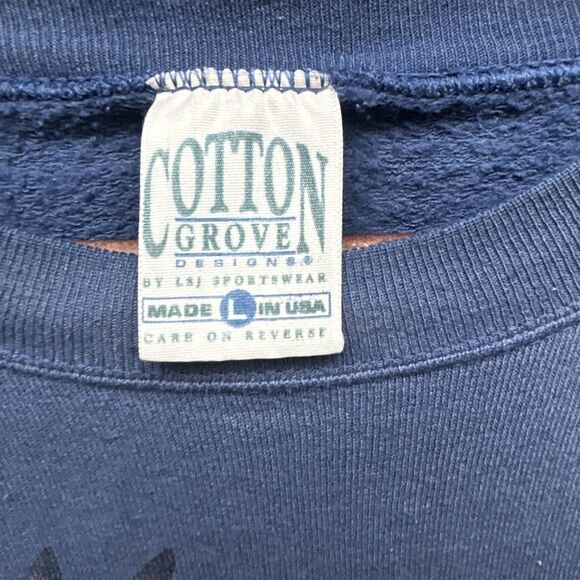 COTTON
GROVE
DESIGNS®
BY LSJ SPORTSWEAR
MADE L IN USA
CARE ON REVERSE